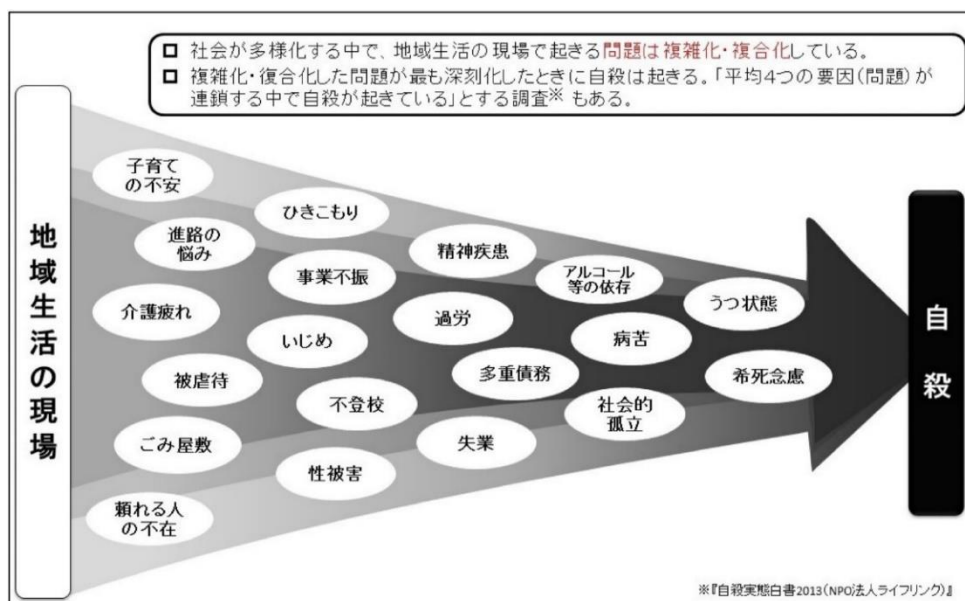 □ 社会が多様化する中で、地域生活の現場で起きる問題は複雑化・複合化している。
□ 複雑化・復合化した問題が最も深刻化したときに自殺は起きる。「平均4つの要因(問題)が
連鎖する中で自殺が起きている」とする調査※ もある。
地域生活の現場
子育て
の不安
ひきこもり
進路の
悩み
精神疾患
事業不振
アルコール
等の依存
うつ状態
介護疲れ
過労
いじめ
病苦
被虐待
多重債務
希死念慮
不登校
社会的
孤立
ごみ屋敷
失業
性被害
頼れる人
の不在
自殺
※『自殺実態白書2013(NPO法人ライフリンク)』